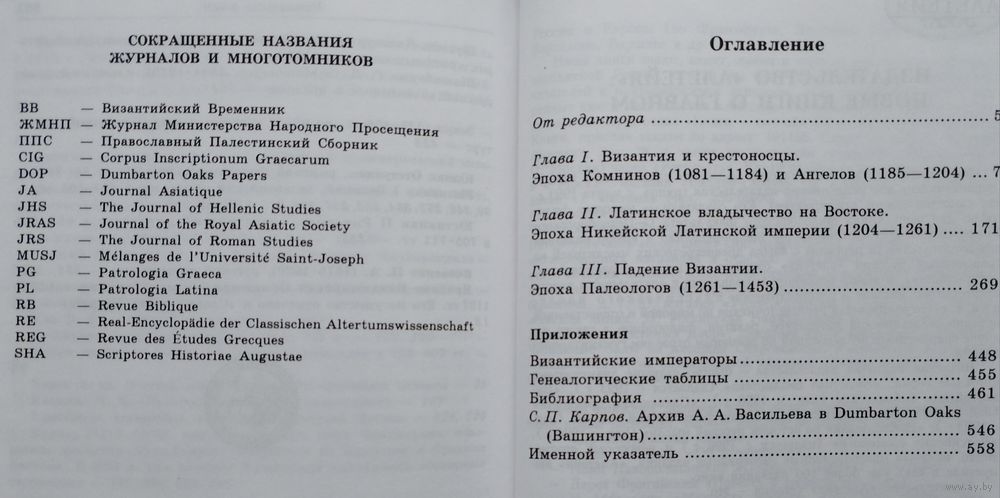 СОКРАЩЕННЫЕ НАЗВАНИЯ
ЖУРНАЛОВ И МНОГОТОМНИКОВ
ВВ — Византийский Временник
ЖМНП — Журнал Министерства Народного Просещения
ППС — Православный Палестинский Сборник
CIG — Corpus Inscriptionum Graecarum
DOP — Dumbarton Oaks Papers
JA — Journal Asiatique
JHS — The Journal of Hellenic Studies
JRAS — Journal of the Royal Asiatic Society
JRS — The Journal of Roman Studies
MUSJ — Mélanges de l'Université Saint-Joseph
PG — Patrologia Graeca
PL — Patrologia Latina
RB — Revue Biblique
RE — Real-Encyclopädie der Classischen Altertumswissenschaft
REG — Revue des Études Grecques
SHA — Scriptores Historiae Augustae
Оглавление
От редактора ........ 5
Глава I. Византия и крестоносцы.
Эпоха Комнинов (1081—1184) и Ангелов (1185—1204) ... 7
Глава II. Латинское владычество на Востоке.
Эпоха Никейской Латинской империи (1204—1261) .... 171
Глава III. Падение Византии.
Эпоха Палеологов (1261—1453) ........ 269
Приложения
Византийские императоры ........ 448
Генеалогические таблицы ........ 455
Библиография ........ 461
С. П. Карпов. Архив А. А. Васильева в Dumbarton Oaks
(Вашингтон) ........ 546
Именной указатель ........ 558
www.ay.by